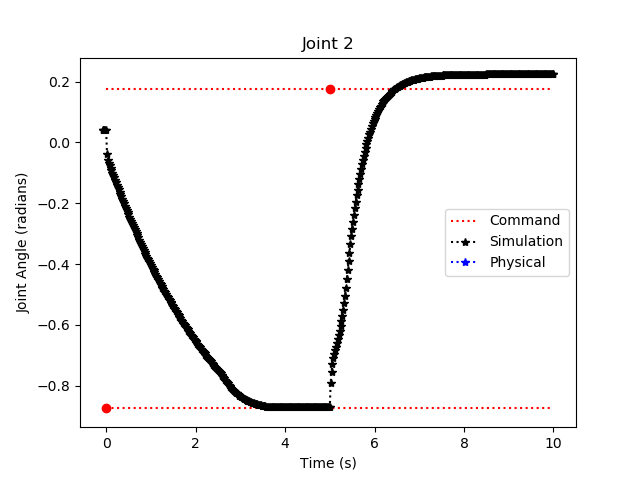 Joint 2
0.2
0.0
−0.2
−0.4
−0.6
−0.8
Joint Angle (radians)
Command
Simulation
Physical
0 2 4 6 8 10
Time (s)